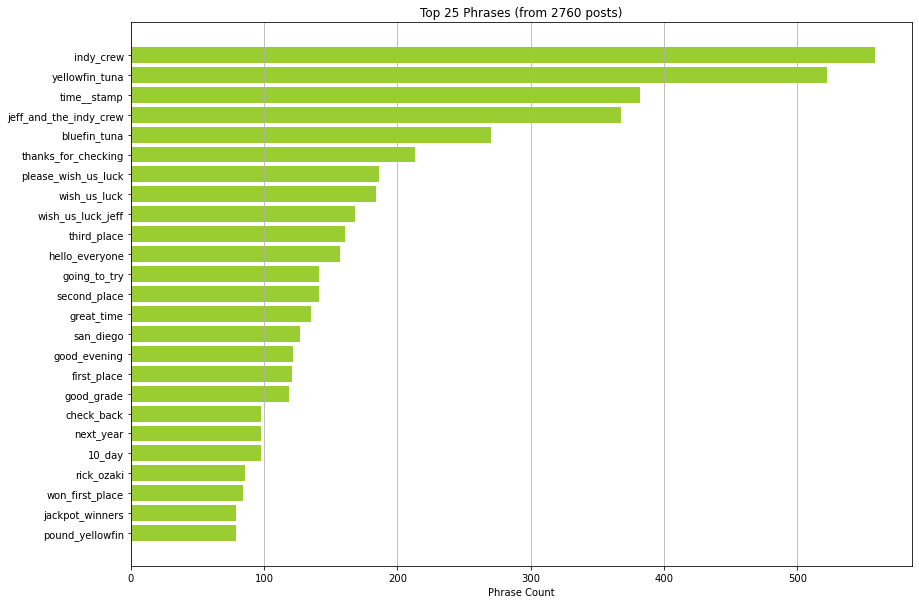 Top 25 Phrases (from 2760 posts)
indy_crew
yellowfin_tuna
time__stamp
jeff_and_the_indy_crew
bluefin_tuna
thanks_for_checking
please_wish_us_luck
wish_us_luck
wish_us_luck_jeff
third_place
hello_everyone
going_to_try
second_place
great_time
san_diego
good_evening
first_place
good_grade
check_back
next_year
10_day
rick_ozaki
won_first_place
jackpot_winners
pound_yellowfin
0 100 200 300 400 500
Phrase Count